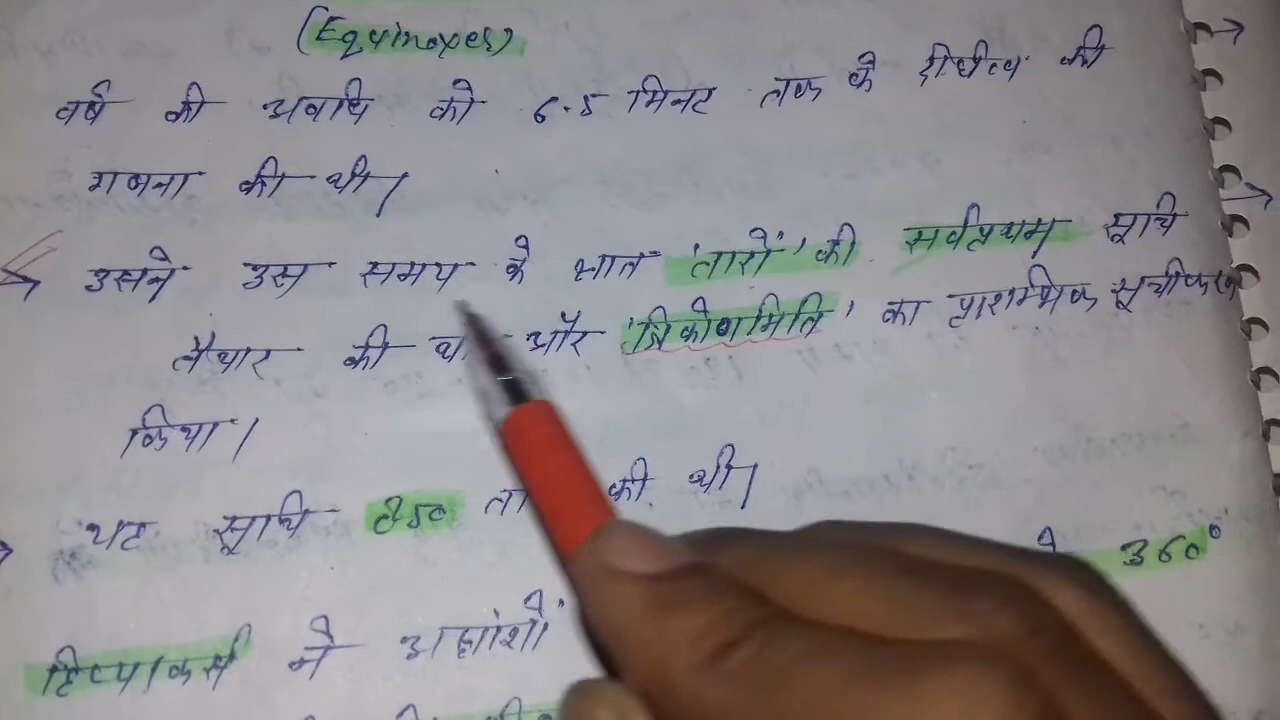 (Equinoxes)
वर्ष की अवधि को 6.5 मिनट तक के दीर्घत्व की
गणना की थी।
उसने उस समय के ज्ञात 'तारों' की सर्वप्रथम सूचि
तैयार की और 'त्रिकोणमिति' का प्रारम्भिक सूचीकरण
किया।
यह सूचि 850 की थी।
360°
हिप्पार्कस ने अक्षांशों